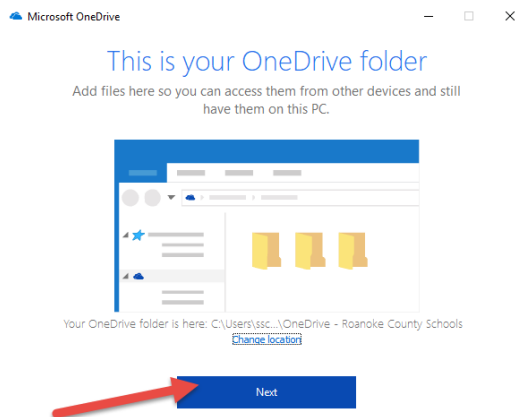 Microsoft OneDrive
This is your OneDrive folder
Add files here so you can access them from other devices and still
have them on this PC.
Your OneDrive folder is here: C:\Users\ssc...\OneDrive - Roanoke County Schools
Change location
Next